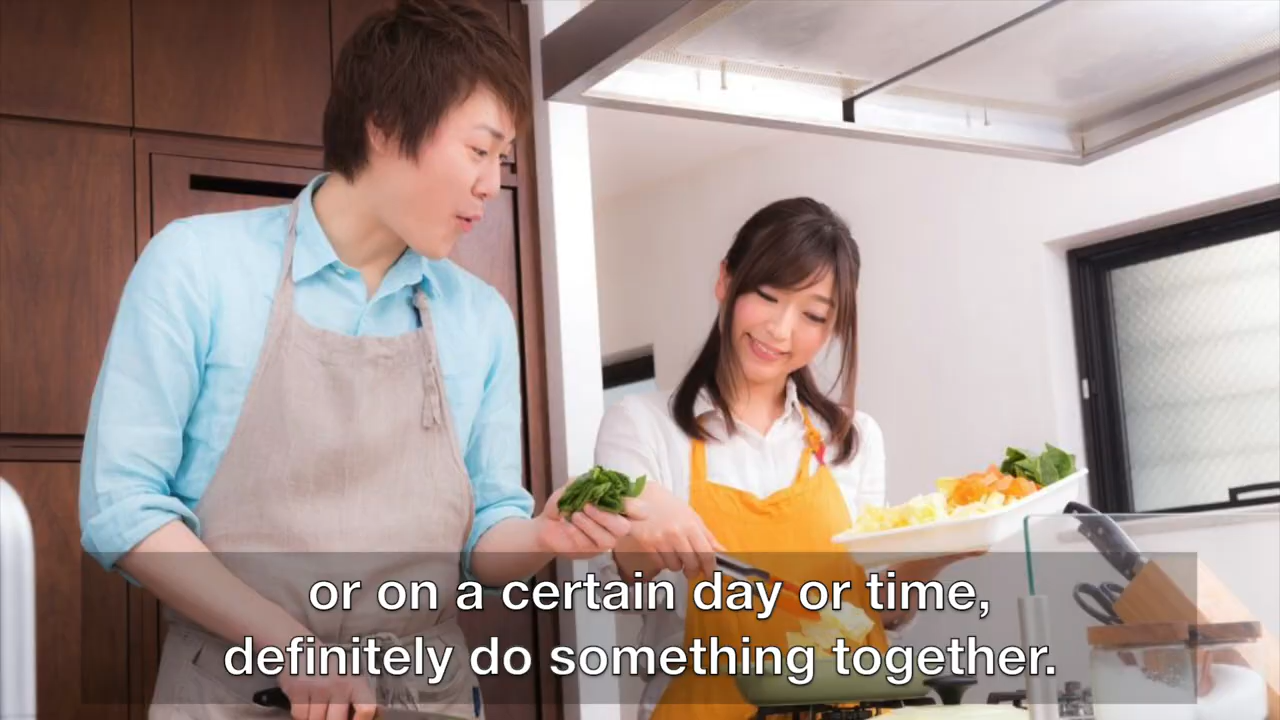 or on a certain day or time,
definitely do something together.